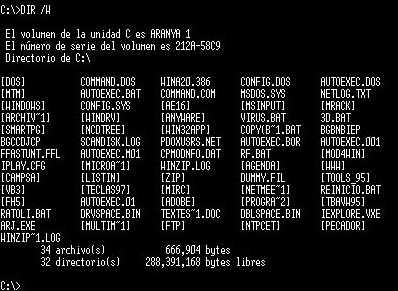 C:\>DIR /W
El volumen de la unidad C es ARANYA 1
El número de serie del volumen es 212A-58C9
Directorio de C:\
[DOS] COMMAND.DOS WINA20.386 CONFIG.DOS AUTOEXEC.DOS
[MTM] AUTOEXEC.BAT COMMAND.COM MSDOS.SYS NETLOG.TXT
[WINDOWS] CONFIG.SYS [AE16] [MSINPUT] [MRACK]
[ARCHIV~1] [WINDRV] [ANYWARE] VIRUS.BAT 3D.BAT
[SMARTPG] [NCDTREE] [WIN32APP] COPY(B~1.BAT BGBNBIEP
BGCCDJCP SCANDISK.LOG PDOXUSRS.NET AUTOEXEC.BOR AUTOEXEC.001
FFASTUNT.FFL AUTOEXEC.MO1 CPMODNFO.DAT RF.BAT [MOD4WIN]
IPLAY.CFG [MICROA~1] WINZIP.LOG [AGENDA] [WWW]
[CAMPSA] [LISTIN] [ZIP] DUMMY.FIL [TOOLS_95]
[VB3] [TECLAS97] [MIRC] [NETMEE~1] REINICIO.BAT
[FH5] AUTOEXEC.O1 [ADOBE] [PROGRA~2] [TBAVW95]
RATOLI.BAT DRVSPACE.BIN TEXTES~1.DOC DBLSPACE.BIN IEXPLORE.VXE
ARJ.EXE [MULTIM~1] [FTP] [NTPCET] [PECADOR]
WINZIP~1.LOG
34 archivo(s) 666,904 bytes
32 directorio(s) 288,391,168 bytes libres
C:\>